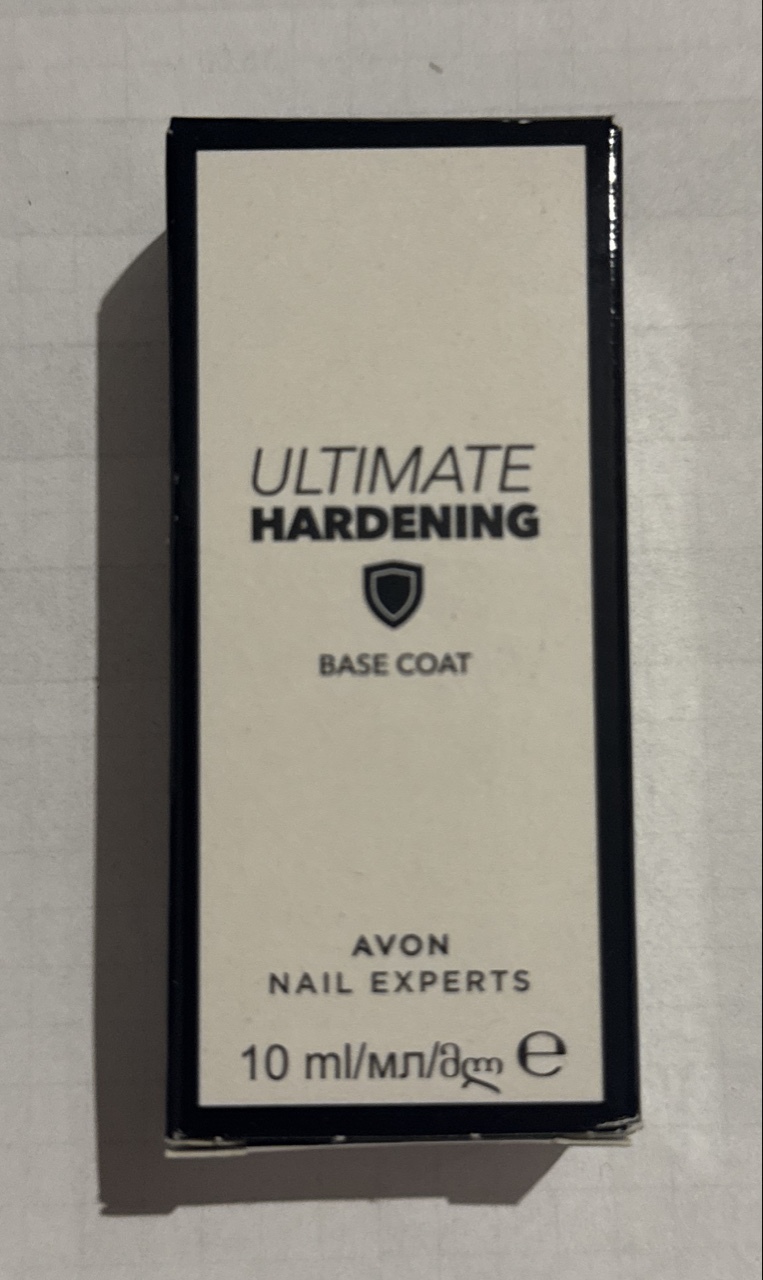 ULTIMATE
HARDENING
BASE COAT
AVON
NAIL EXPERTS
10 ml/мл/მლ ℮